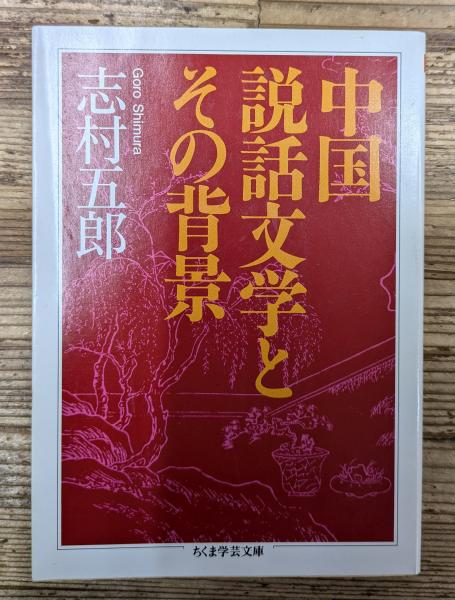 中国
説話文学と
その背景
志村五郎
Goro Shimura
ちくま学芸文庫